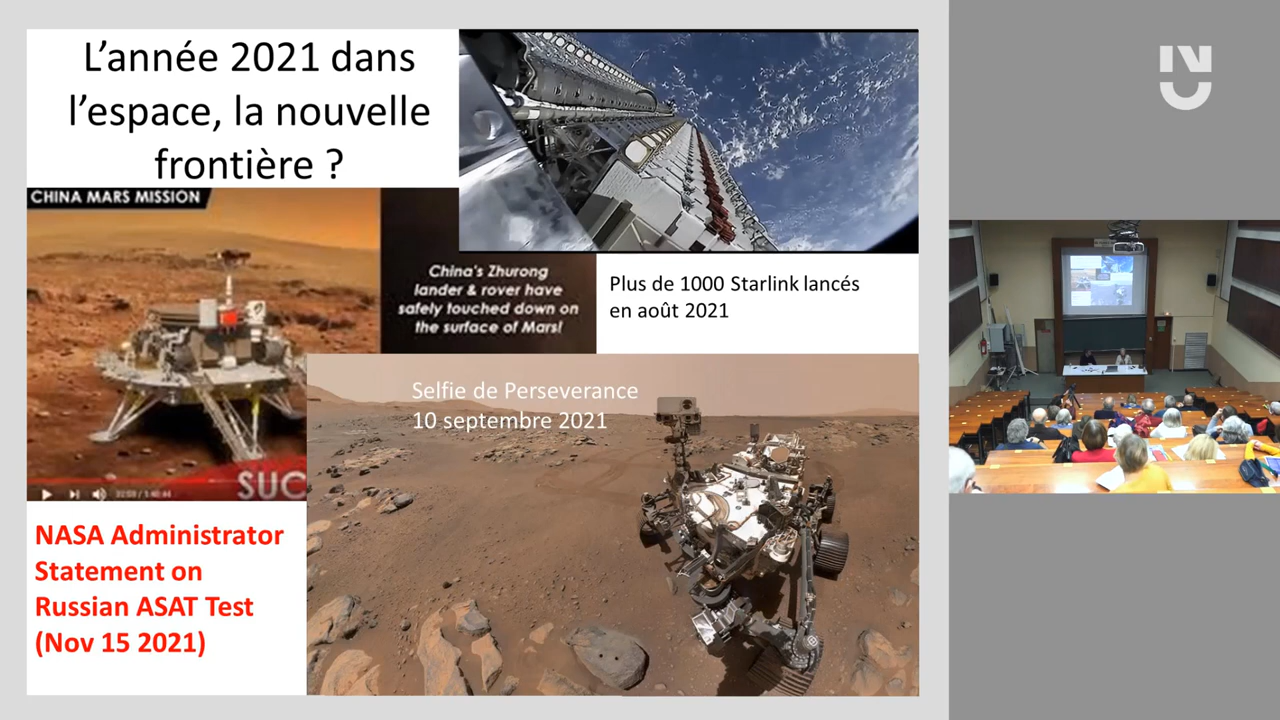 L'année 2021 dans
l'espace, la nouvelle
frontière ?
CHINA MARS MISSION
China's Zhurong
lander & rover have
safely touched down on
the surface of Mars!
Plus de 1000 Starlink lancés
en août 2021
Selfie de Perseverance
10 septembre 2021
SUC
NASA Administrator
Statement on
Russian ASAT Test
(Nov 15 2021)